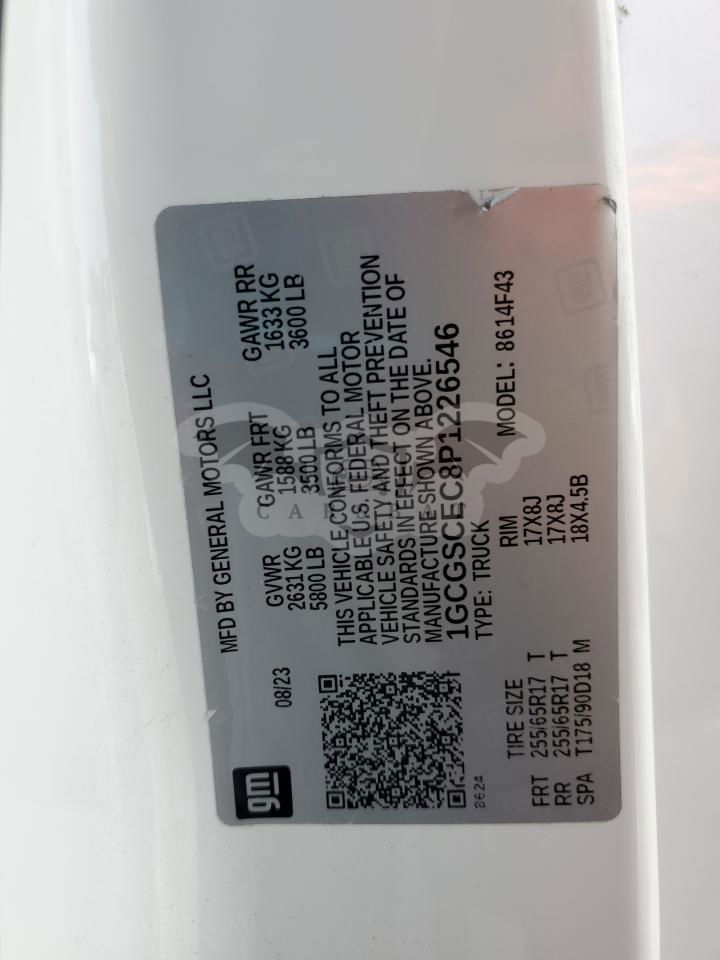 MFD BY GENERAL MOTORS LLC
gm
08/23
GVWR GAWR FRT GAWR RR
2631 KG 1588 KG 1633 KG
5800 LB 3500 LB 3600 LB
THIS VEHICLE CONFORMS TO ALL
APPLICABLE U.S. FEDERAL MOTOR
VEHICLE SAFETY, AND THEFT PREVENTION
STANDARDS IN EFFECT ON THE DATE OF
MANUFACTURE SHOWN ABOVE.
1GCGSCEC8P1226546
8624
TYPE: TRUCK MODEL: 8614F43
TIRE SIZE RIM
FRT 255/65R17 T 17X8J
RR 255/65R17 T 17X8J
SPA T175/90D18 M 18X4.5B